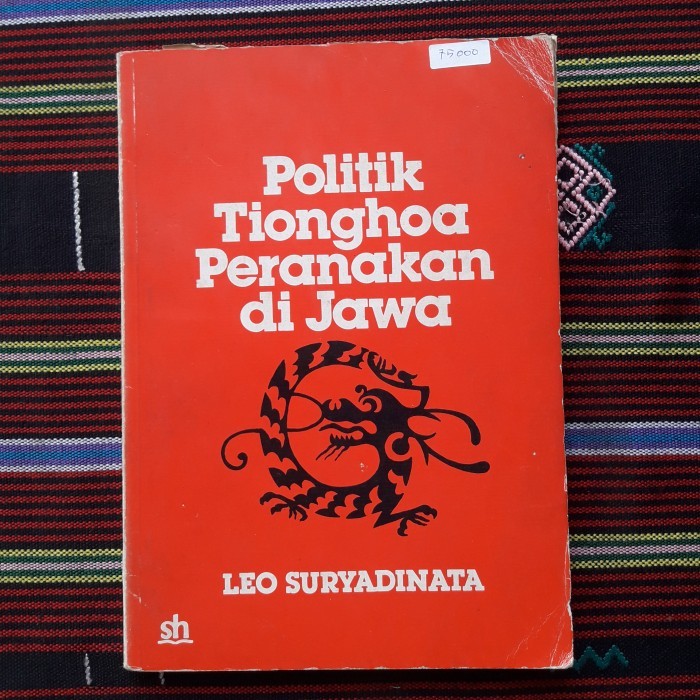 75000
Politik
Tionghoa
Peranakan
di Jawa
LEO SURYADINATA
sh